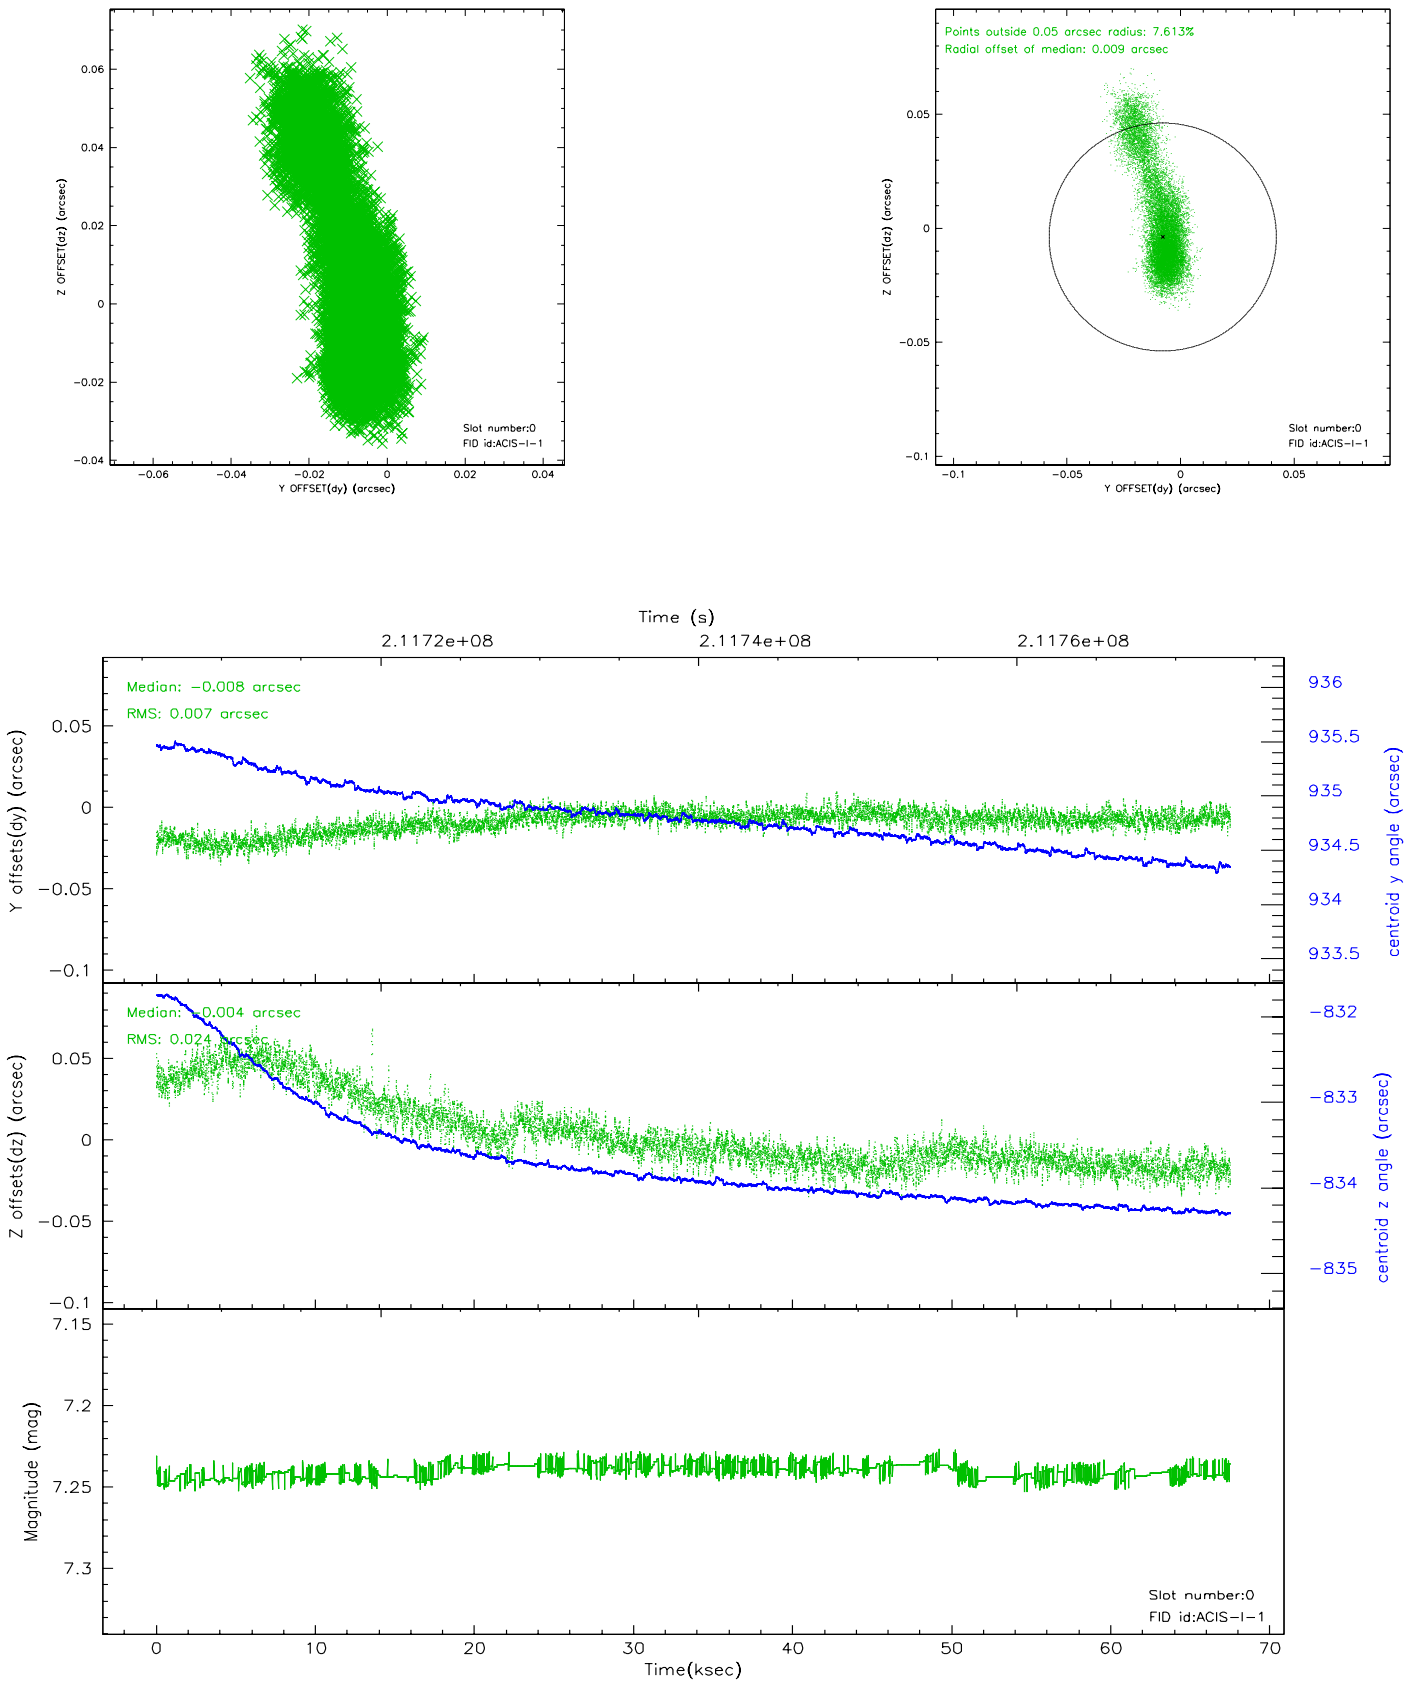 0.06
0.04
0.02
0
−0.02
−0.04
Z OFFSET(dz) (arcsec)
Slot number:0
FID id:ACIS−I−1
−0.06 −0.04 −0.02 0 0.02 0.04
Y OFFSET(dy) (arcsec)
Points outside 0.05 arcsec radius: 7.613%
Radial offset of median: 0.009 arcsec
0.05
0
−0.05
−0.1
Z OFFSET(dz) (arcsec)
Slot number:0
FID id:ACIS−I−1
−0.1 −0.05 0 0.05
Y OFFSET(dy) (arcsec)
Time (s)
2.1172e+08 2.1174e+08 2.1176e+08
Median: −0.008 arcsec
RMS: 0.007 arcsec
0.05
0
−0.05
−0.1
Y offsets(dy) (arcsec)
936
935.5
935
934.5
934
933.5
centroid y angle (arcsec)
Median: −0.004 arcsec
RMS: 0.024 arcsec
0.05
0
−0.05
−0.1
Z offsets(dz) (arcsec)
−832
−833
−834
−835
centroid z angle (arcsec)
7.15
7.2
7.25
7.3
Magnitude (mag)
Slot number:0
FID id:ACIS−I−1
0 10 20 30 40 50 60 70
Time(ksec)